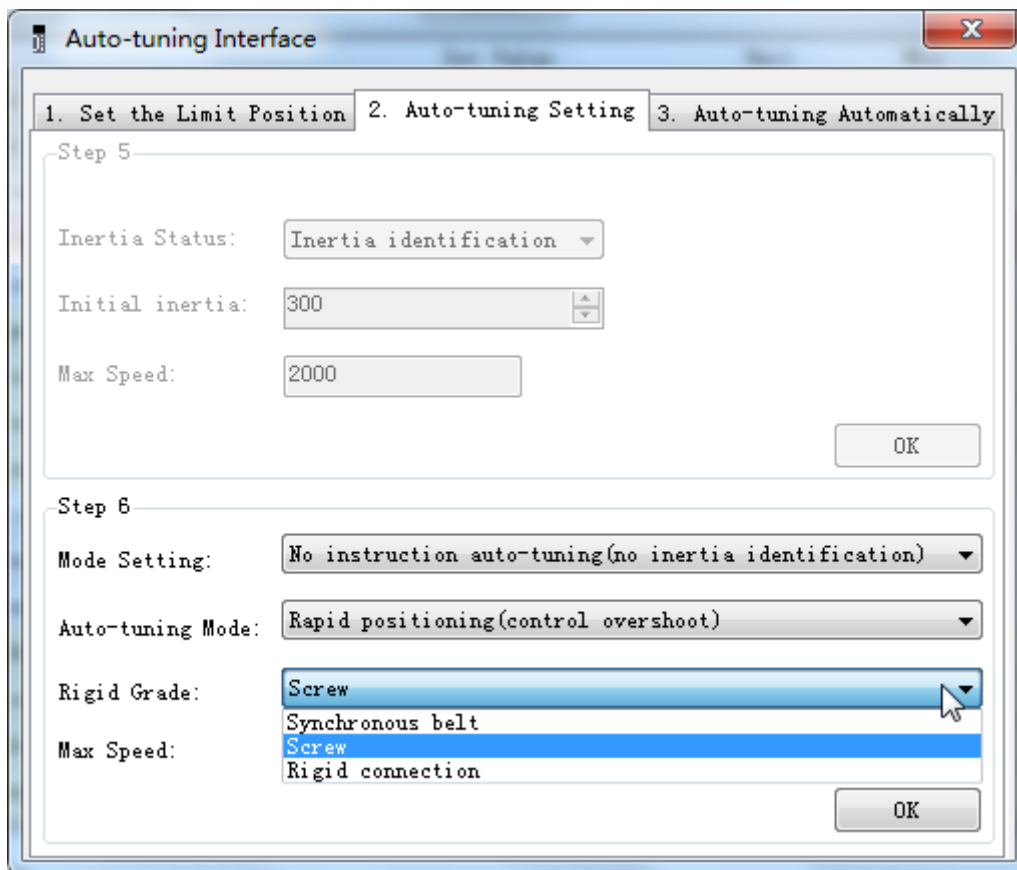 Auto-tuning Interface
1. Set the Limit Position 2. Auto-tuning Setting 3. Auto-tuning Automatically
Step 5
Inertia Status: Inertia identification
Initial inertia: 300
Max Speed: 2000
OK
Step 6
Mode Setting: No instruction auto-tuning(no inertia identification)
Auto-tuning Mode: Rapid positioning(control overshoot)
Rigid Grade: Screw
Synchronous belt
Max Speed: Screw
Rigid connection
OK